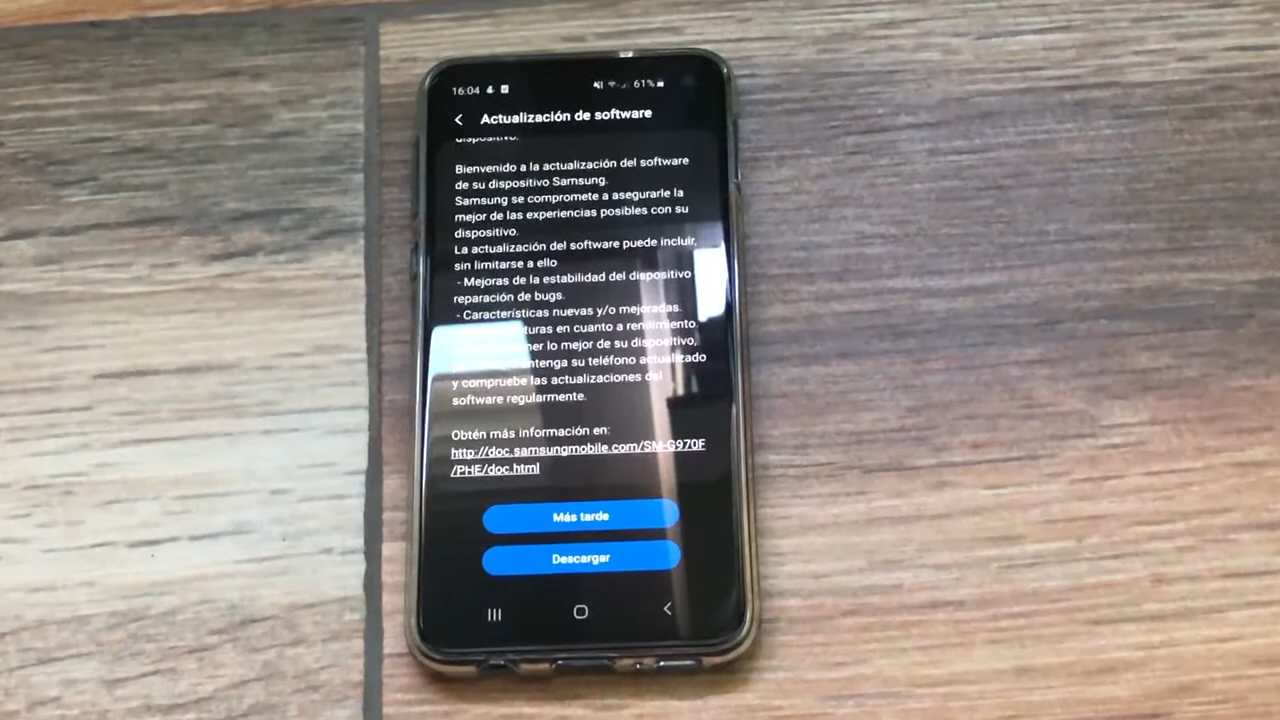 16:04
61%
Actualización de software
dispositivo.
Bienvenido a la actualización del software
de su dispositivo Samsung.
Samsung se compromete a asegurarle la
mejor de las experiencias posibles con su
dispositivo.
La actualización del software puede incluir,
sin limitarse a ello
- Mejoras de la estabilidad del dispositivo
reparación de bugs.
- Características nuevas y/o mejoradas.
en cuanto a rendimiento.
lo mejor de su dispositivo,
su teléfono actualizado
y compruebe las actualizaciones del
software regularmente.
Obtén más información en:
http://doc.samsungmobile.com/SM-G970F
/PHE/doc.html
Más tarde
Descargar